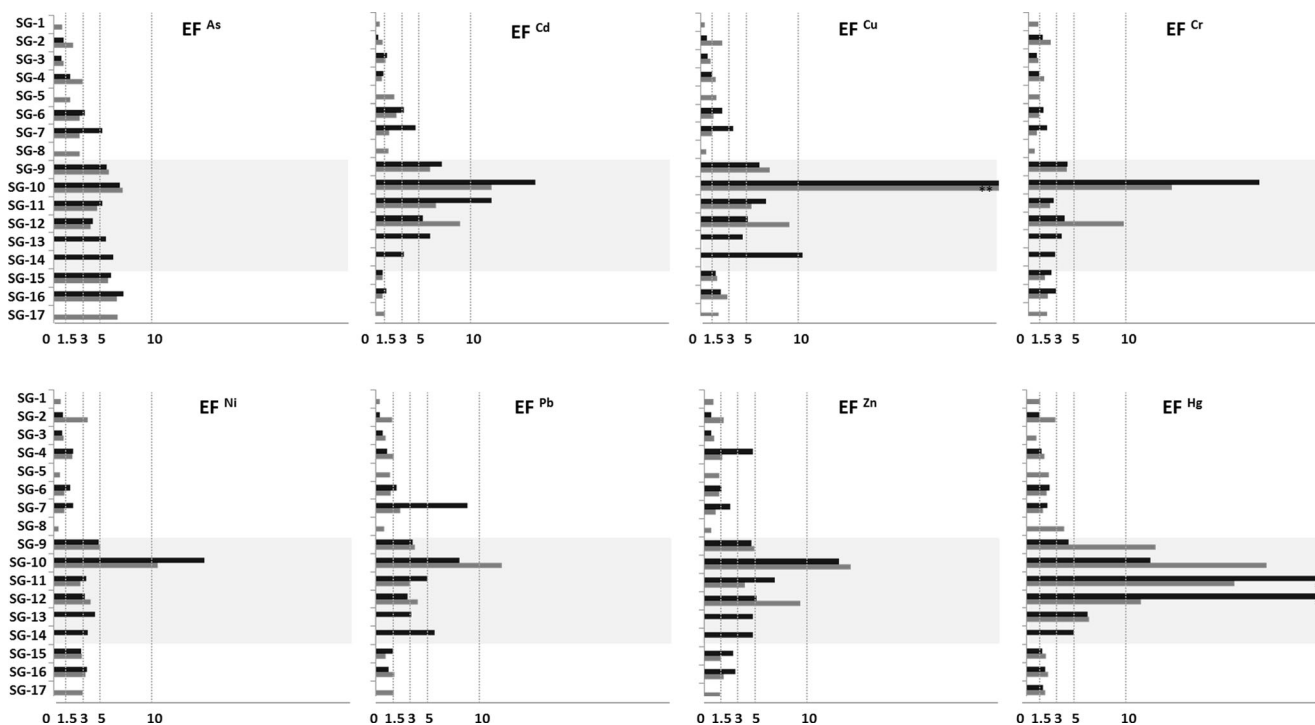 EF As
EF Cd
EF Cu
EF Cr
SG-1
SG-2
SG-3
SG-4
SG-5
SG-6
SG-7
SG-8
SG-9
SG-10
**
SG-11
SG-12
SG-13
SG-14
SG-15
SG-16
SG-17
0 1.5 3 5 10
0 1.5 3 5 10
0 1.5 3 5 10
0 1.5 3 5 10
EF Ni
EF Pb
EF Zn
EF Hg
SG-1
SG-2
SG-3
SG-4
SG-5
SG-6
SG-7
SG-8
SG-9
SG-10
SG-11
SG-12
SG-13
SG-14
SG-15
SG-16
SG-17
0 1.5 3 5 10
0 1.5 3 5 10
0 1.5 3 5 10
0 1.5 3 5 10